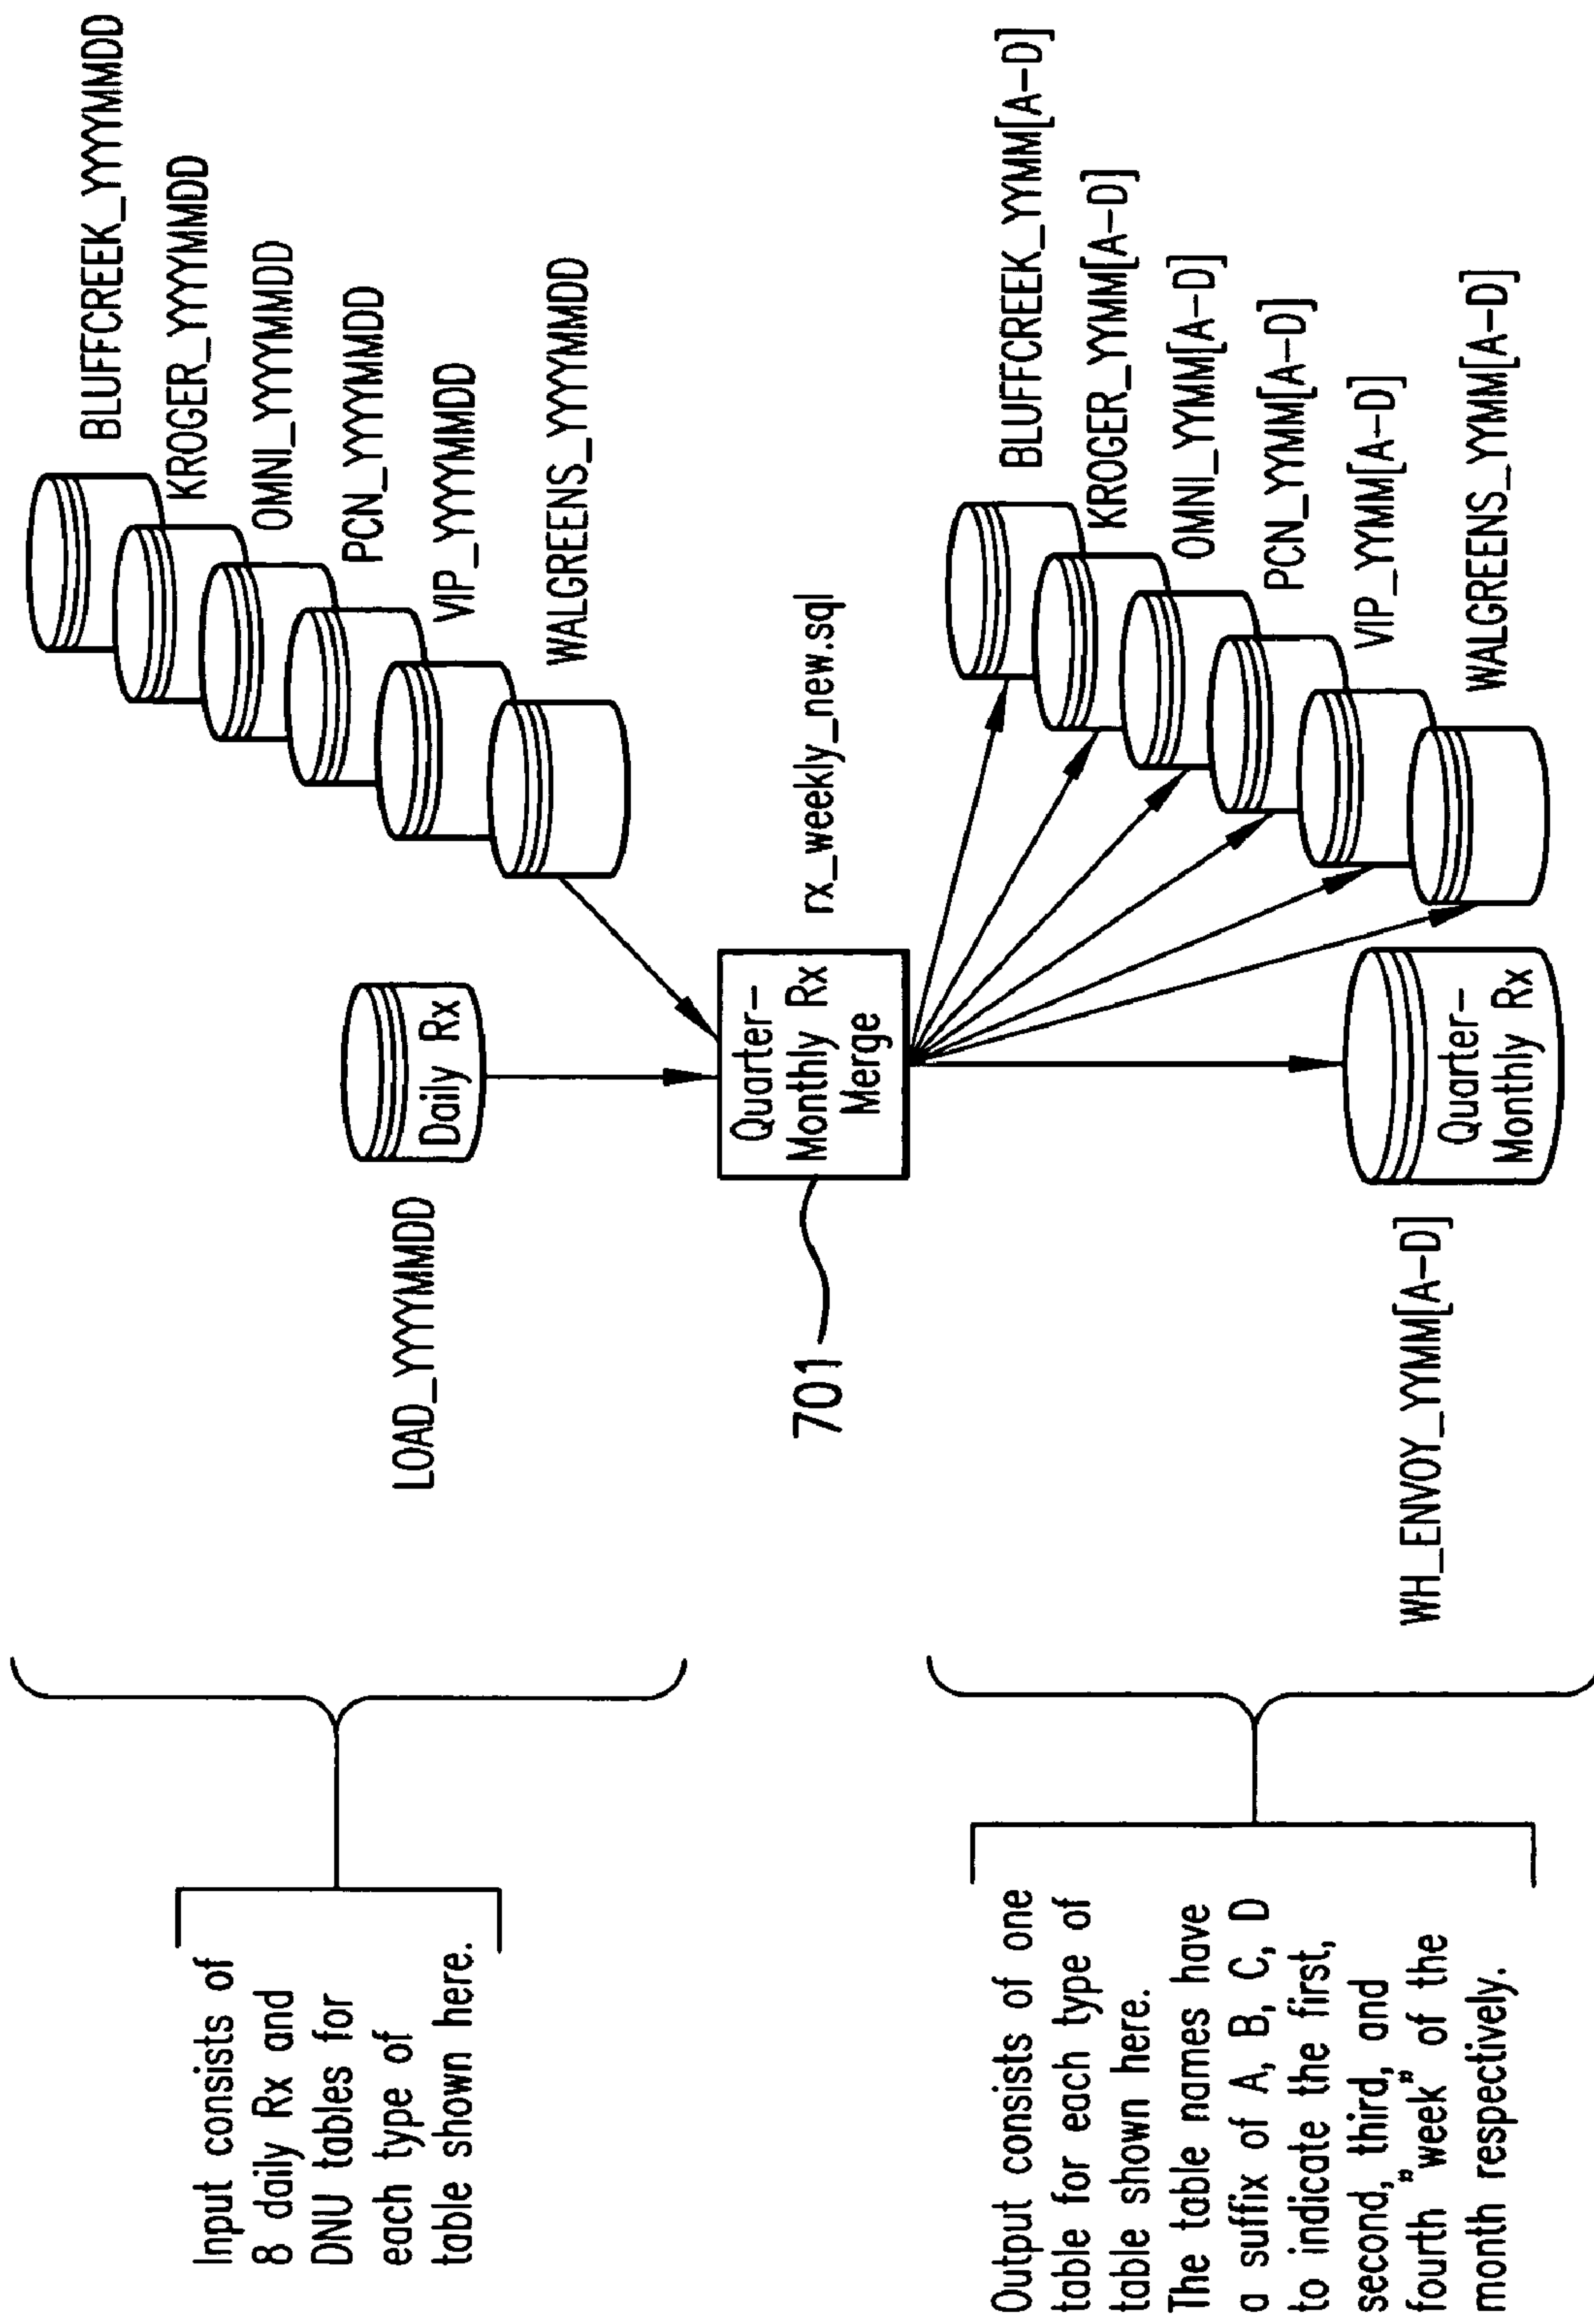 Input consists of
8 daily Rx and
DNU tables for
each type of
table shown here.
LOAD_YYYYMMDD
Daily Rx
BLUFFCREEK_YYYYMMDD
KROGER_YYYYMMDD
OMNI_YYYYMMDD
PCN_YYYYMMDD
VIP_YYYYMMDD
WALGREENS_YYYYMMDD
701
Quarter-
Monthly Rx
Merge
rx_weekly_new.sql
Output consists of one
table for each type of
table shown here.
The table names have
a suffix of A, B, C, D
to indicate the first,
second, third, and
fourth "week" of the
month respectively.
WH_ENVOY_YYMM[A-D]
Quarter-
Monthly Rx
BLUFFCREEK_YYMM[A-D]
KROGER_YYMM[A-D]
OMNI_YYMM[A-D]
PCN_YYMM[A-D]
VIP_YYMM[A-D]
WALGREENS_YYMM[A-D]